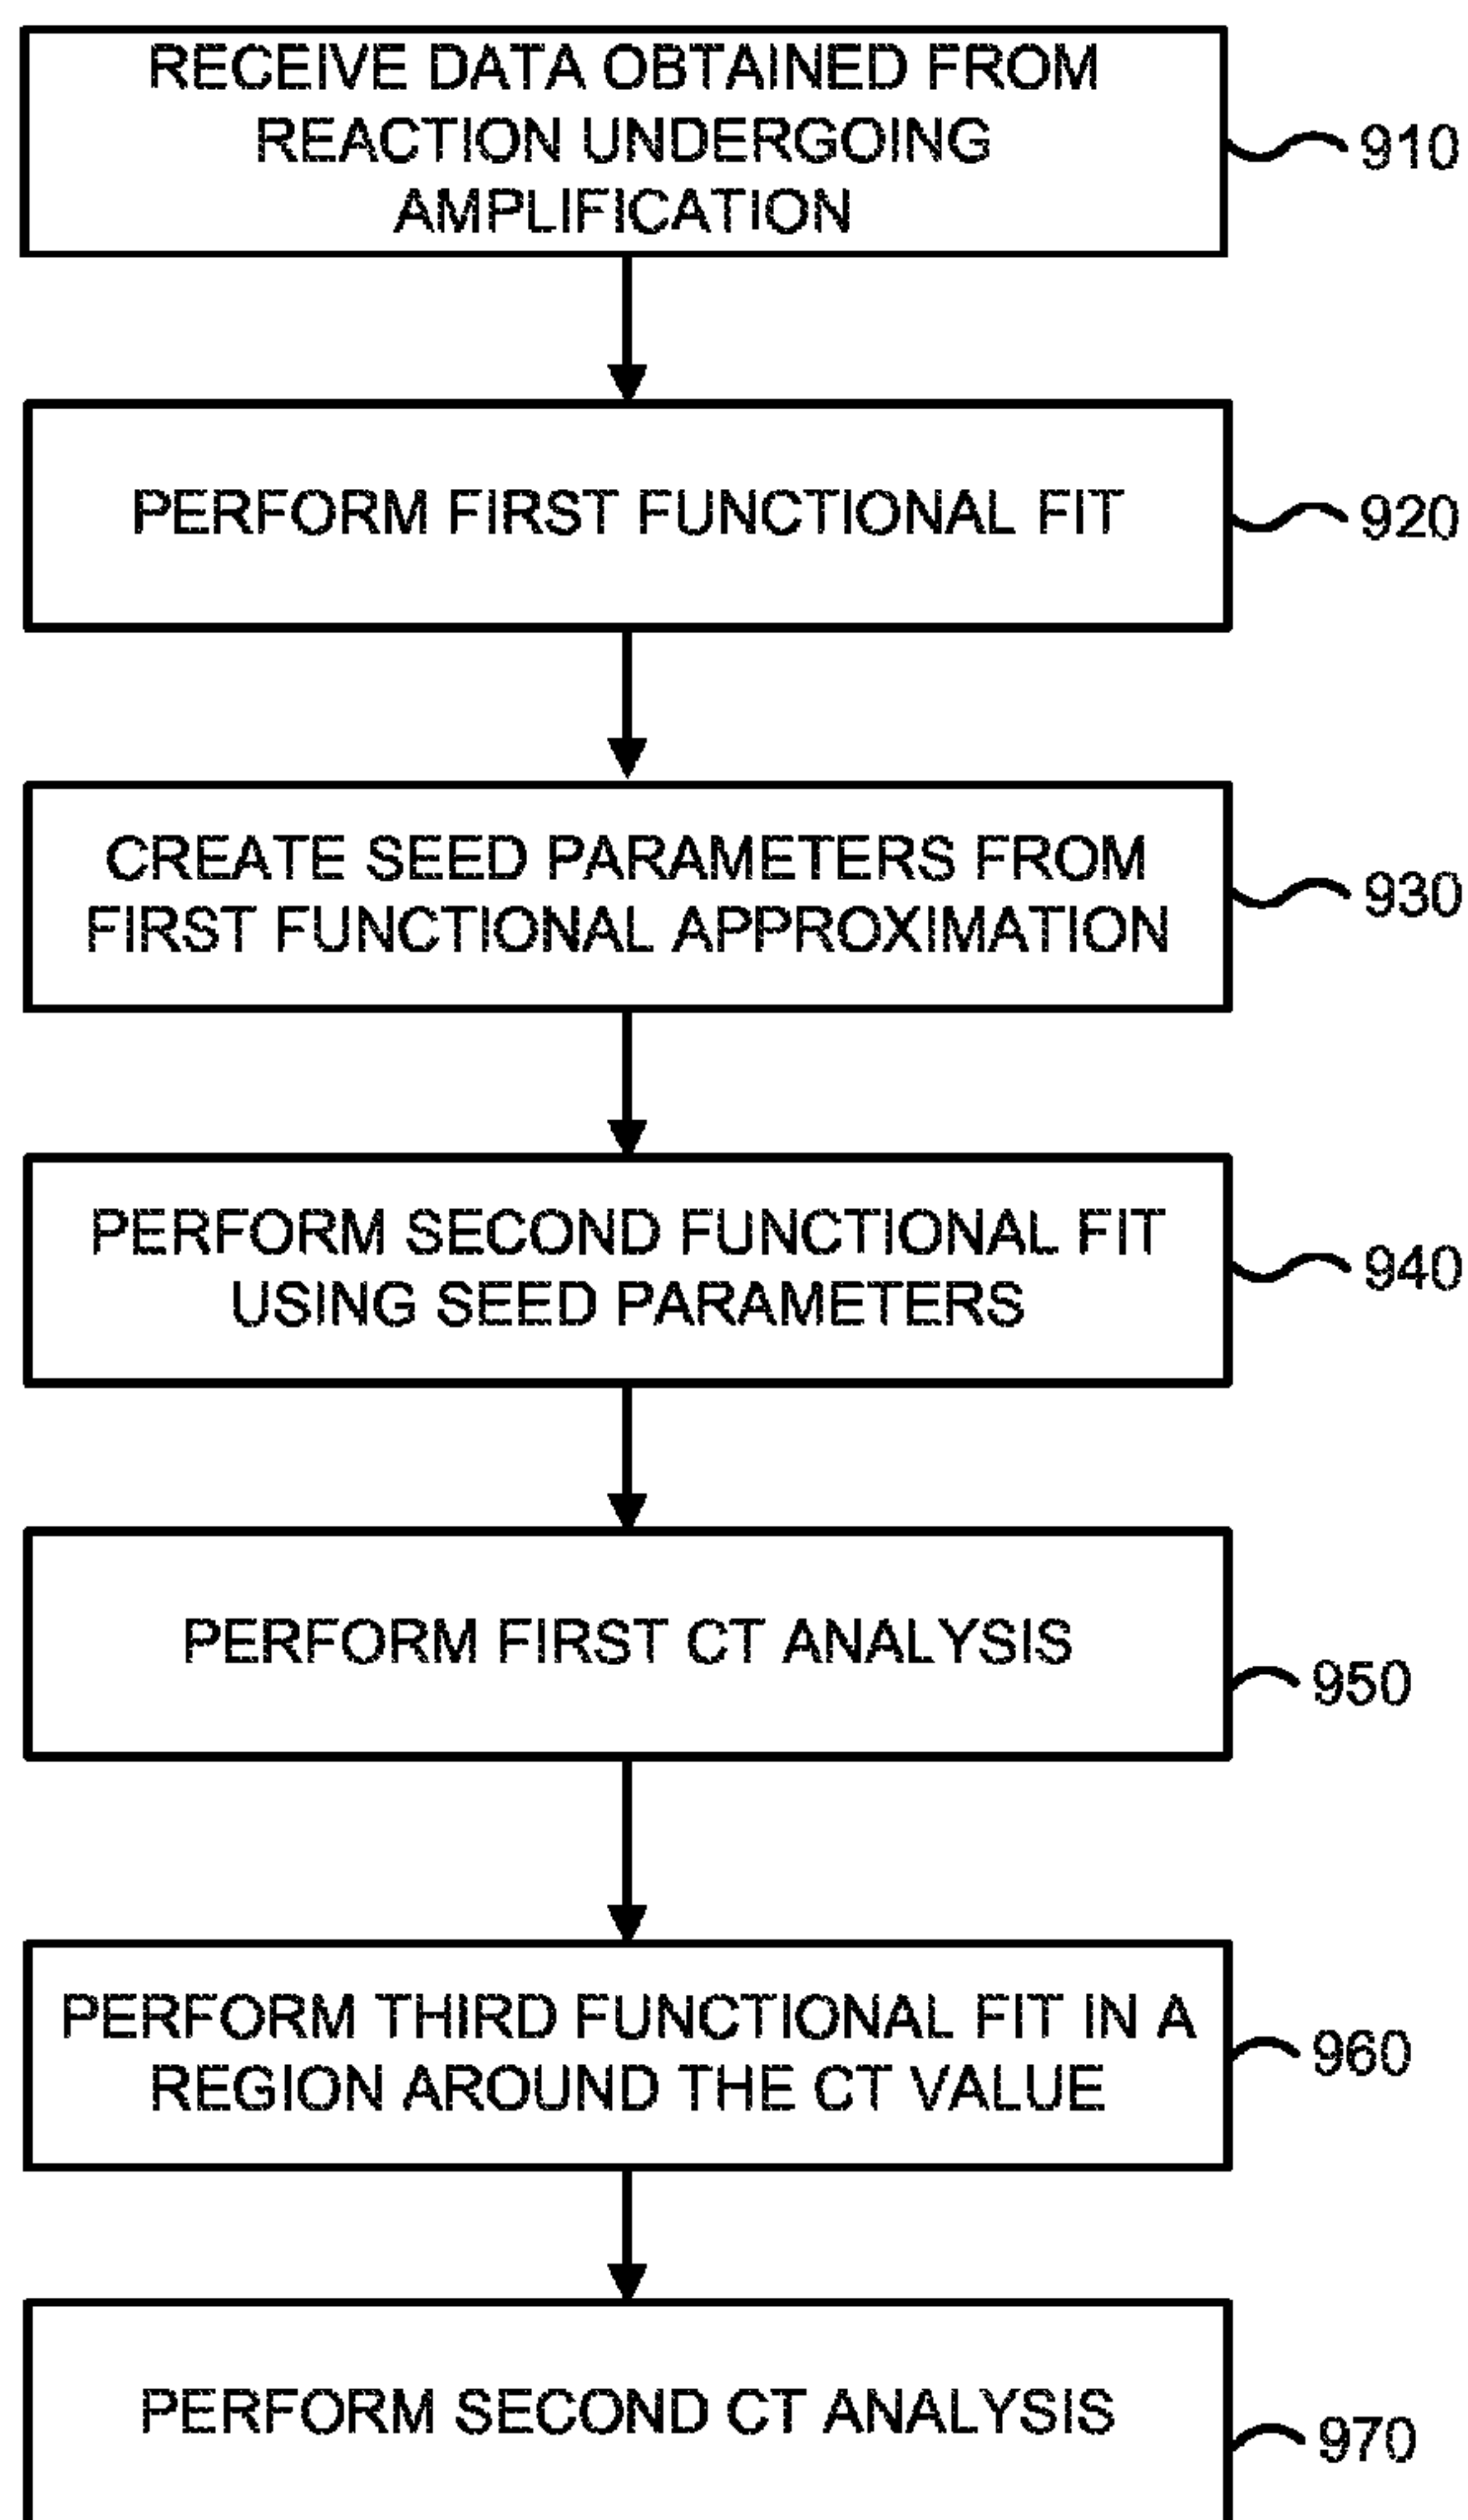 RECEIVE DATA OBTAINED FROM
REACTION UNDERGOING
AMPLIFICATION
910
PERFORM FIRST FUNCTIONAL FIT
920
CREATE SEED PARAMETERS FROM
FIRST FUNCTIONAL APPROXIMATION
930
PERFORM SECOND FUNCTIONAL FIT
USING SEED PARAMETERS
940
PERFORM FIRST CT ANALYSIS
950
PERFORM THIRD FUNCTIONAL FIT IN A
REGION AROUND THE CT VALUE
960
PERFORM SECOND CT ANALYSIS
970